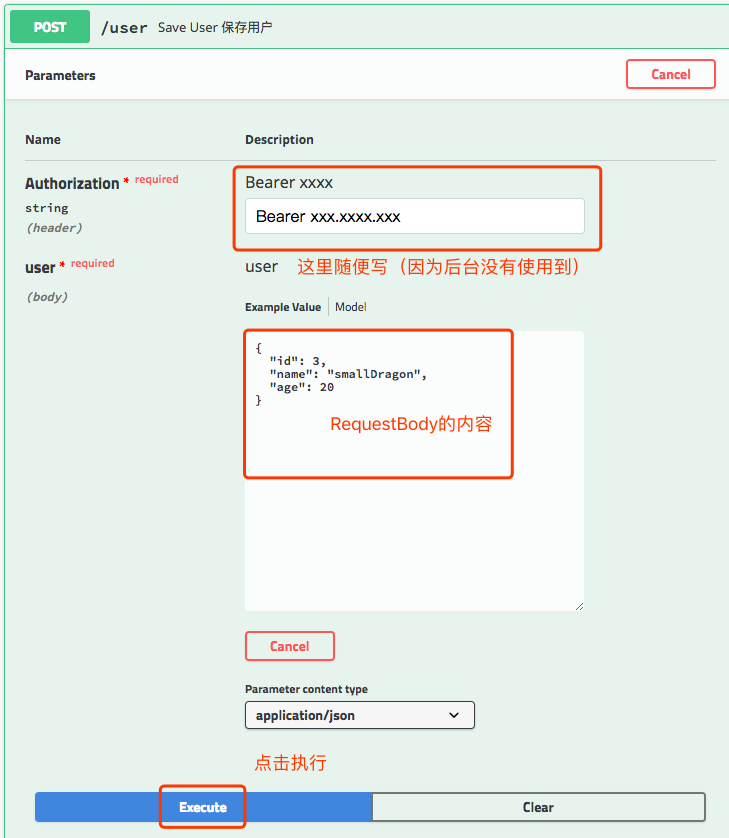 POST /user Save User 保存用户
Parameters Cancel
Name Description
Authorization * required Bearer xxxx
string Bearer xxx.xxxx.xxx
(header)
user * required user 这里随便写（因为后台没有使用到）
(body)
Example Value Model
{
"id": 3,
"name": "smallDragon",
"age": 20
}
RequestBody的内容
Cancel
Parameter content type
application/json
点击执行
Execute Clear